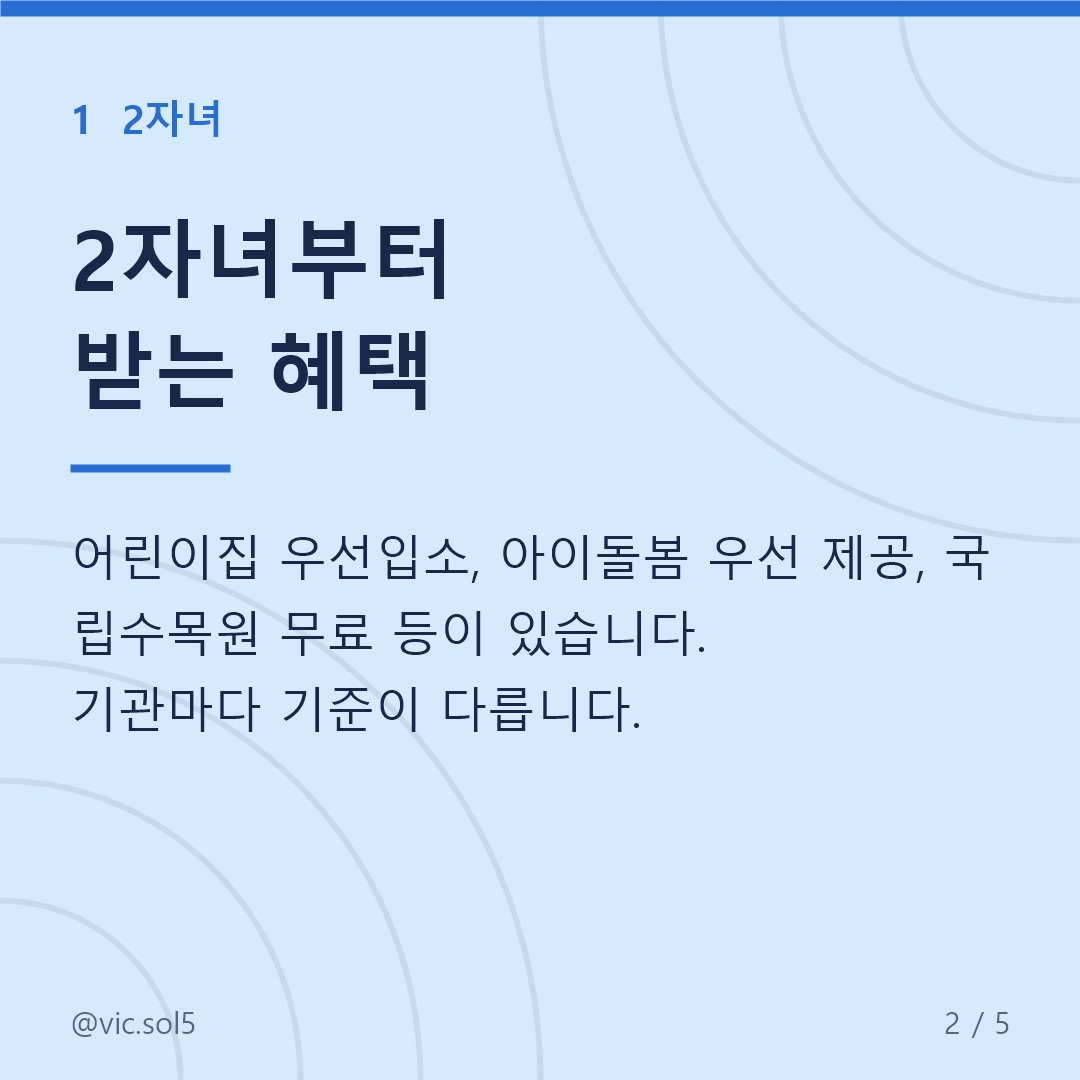 1 2자녀
2자녀부터
받는 혜택
어린이집 우선입소, 아이돌봄 우선 제공, 국
립수목원 무료 등이 있습니다.
기관마다 기준이 다릅니다.
@vic.sol5
2 / 5